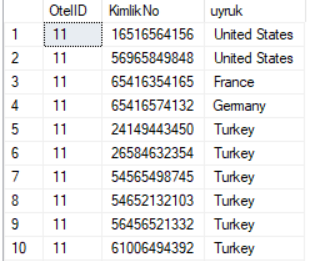 OtelID KimlikNo uyruk
1 11 16516564156 United States
2 11 56965849848 United States
3 11 65416354165 France
4 11 65416574132 Germany
5 11 24149443450 Turkey
6 11 26584632354 Turkey
7 11 54565498745 Turkey
8 11 54652132103 Turkey
9 11 56456521332 Turkey
10 11 61006494392 Turkey